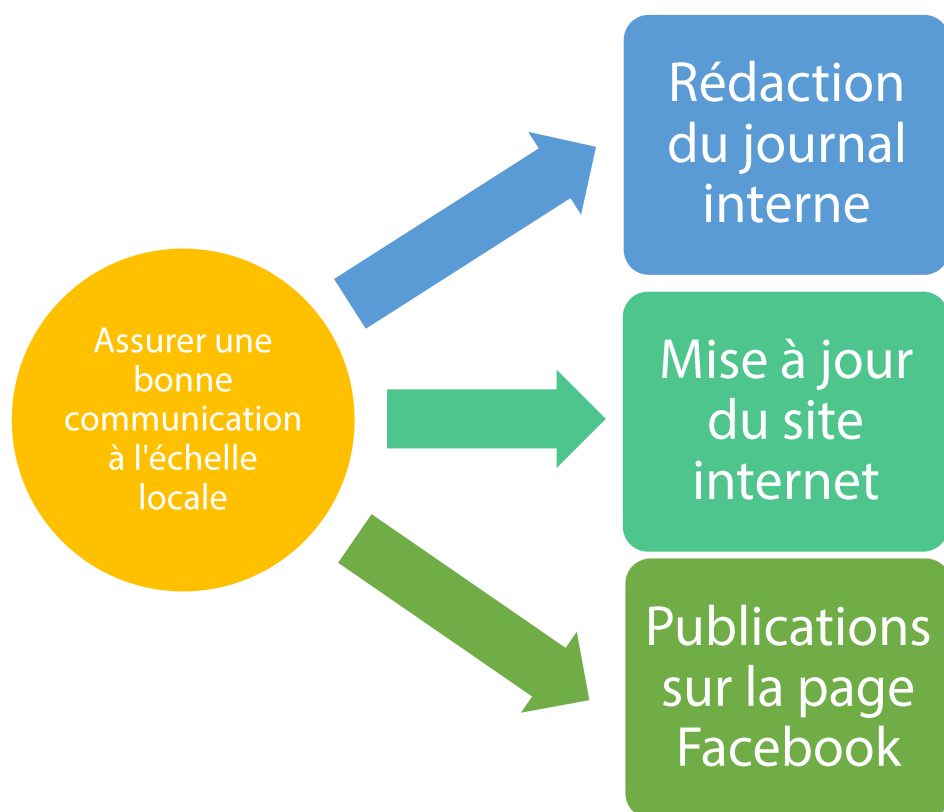 Assurer une
bonne
communication
à l'échelle
locale
Rédaction
du journal
interne
Mise à jour
du site
internet
Publications
sur la page
Facebook